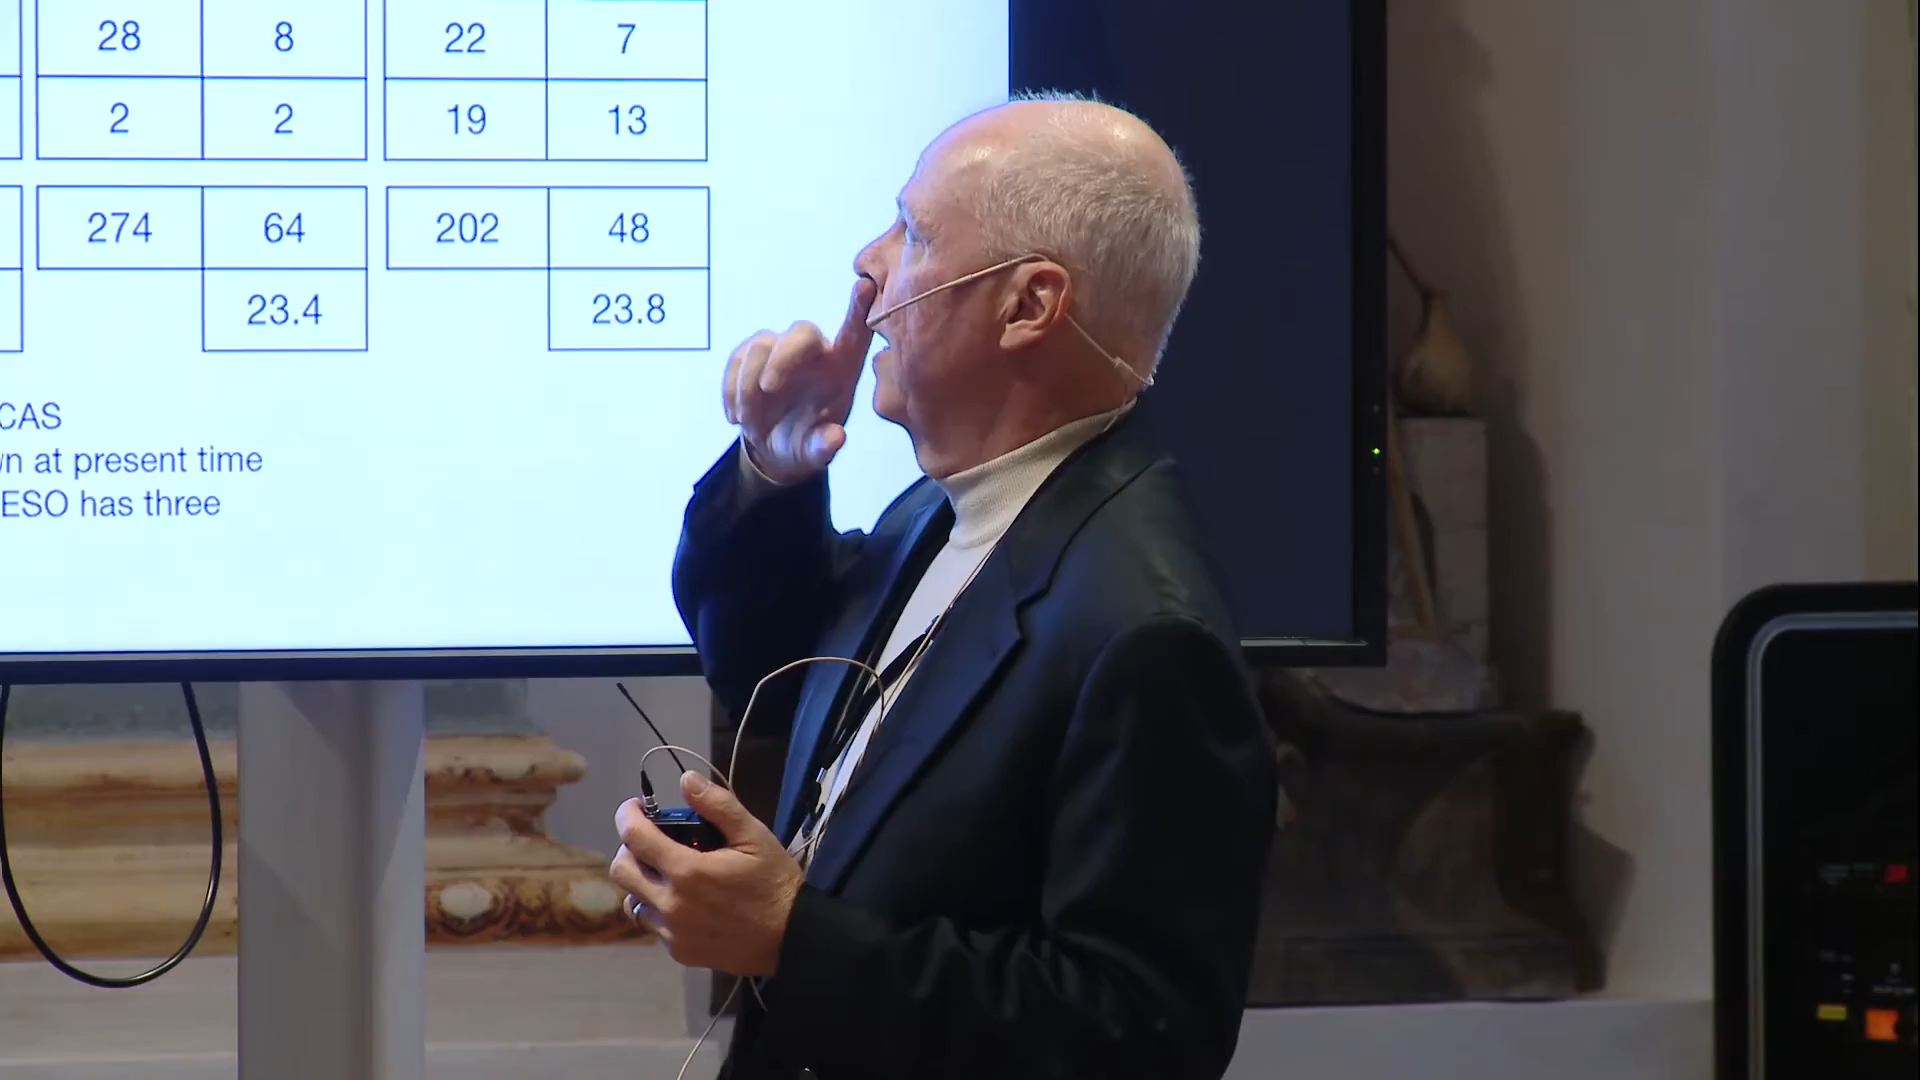 28 8 22 7
2 2 19 13
274 64 202 48
23.4 23.8
CAS
at present time
ESO has three